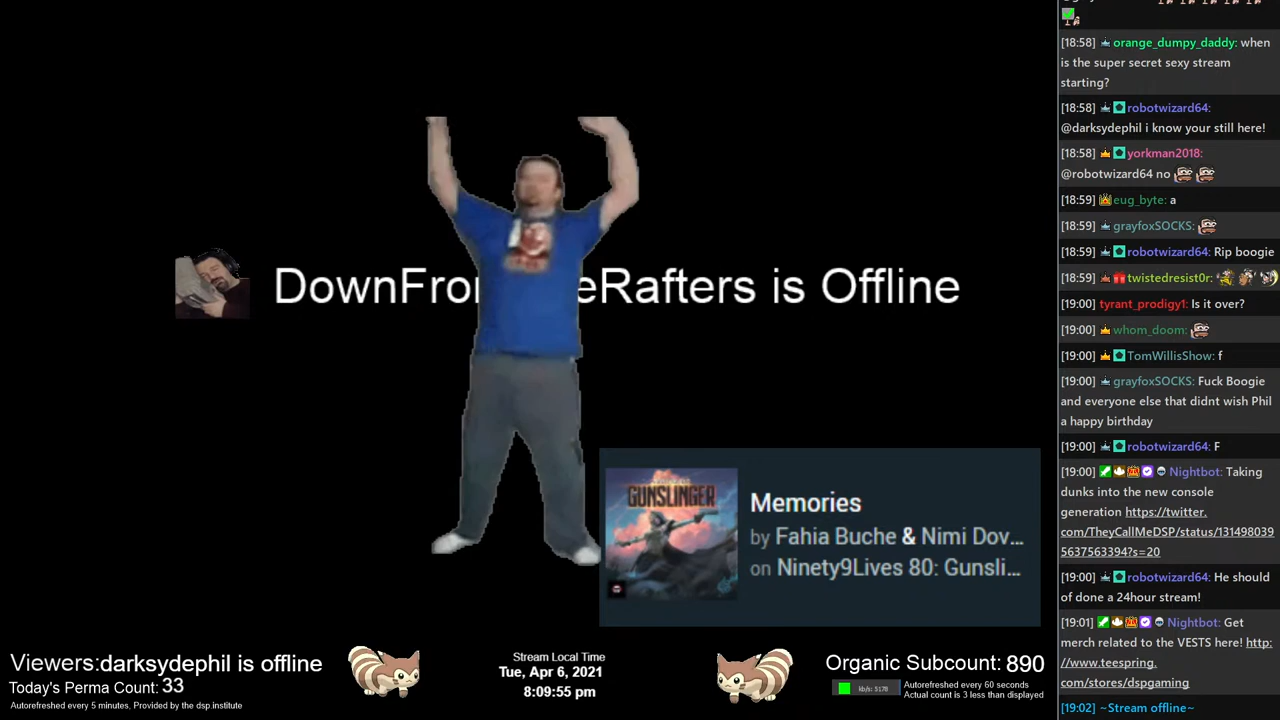 DownFro eRafters is Offline
GUNSLINGER
Memories
by Fahia Buche & Nimi Dov...
on Ninety9Lives 80: Gunsli...
Viewers:darksydephil is offline
Today's Perma Count: 33
Autorefreshed every 5 minutes, Provided by the dsp.institute
Stream Local Time
Tue, Apr 6, 2021
8:09:55 pm
Organic Subcount: 890
kb/s: 5178
Autorefreshed every 60 seconds
Actual count is 3 less than displayed
[18:58] orange_dumpy_daddy: when
is the super secret sexy stream
starting?
[18:58] robotwizard64:
@darksydephil i know your still here!
[18:58] yorkman2018:
@robotwizard64 no
[18:59] eug_byte: a
[18:59] grayfoxSOCKS:
[18:59] robotwizard64: Rip boogie
[18:59] twistedresist0r:
[19:00] tyrant_prodigy1: Is it over?
[19:00] whom_doom:
[19:00] TomWillisShow: f
[19:00] grayfoxSOCKS: Fuck Boogie
and everyone else that didnt wish Phil
a happy birthday
[19:00] robotwizard64: F
[19:00] Nightbot: Taking
dunks into the new console
generation https://twitter.
com/TheyCallMeDSP/status/131498039
5637563394?s=20
[19:00] robotwizard64: He should
of done a 24hour stream!
[19:01] Nightbot: Get
merch related to the VESTS here! http:
//www.teespring.
com/stores/dspgaming
[19:02] ~Stream offline~